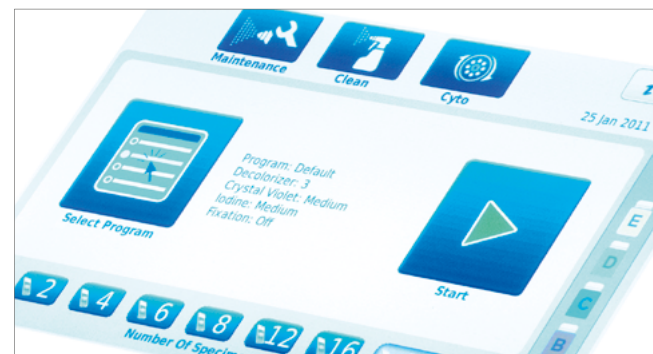 Maintenance
Clean
Cyto
25 Jan 2011
Select Program
Program: Default
Decolorizer: 3
Crystal Violet: Medium
Iodine: Medium
Fixation: Off
Start
E
D
C
B
2
4
6
8
12
16
Number Of